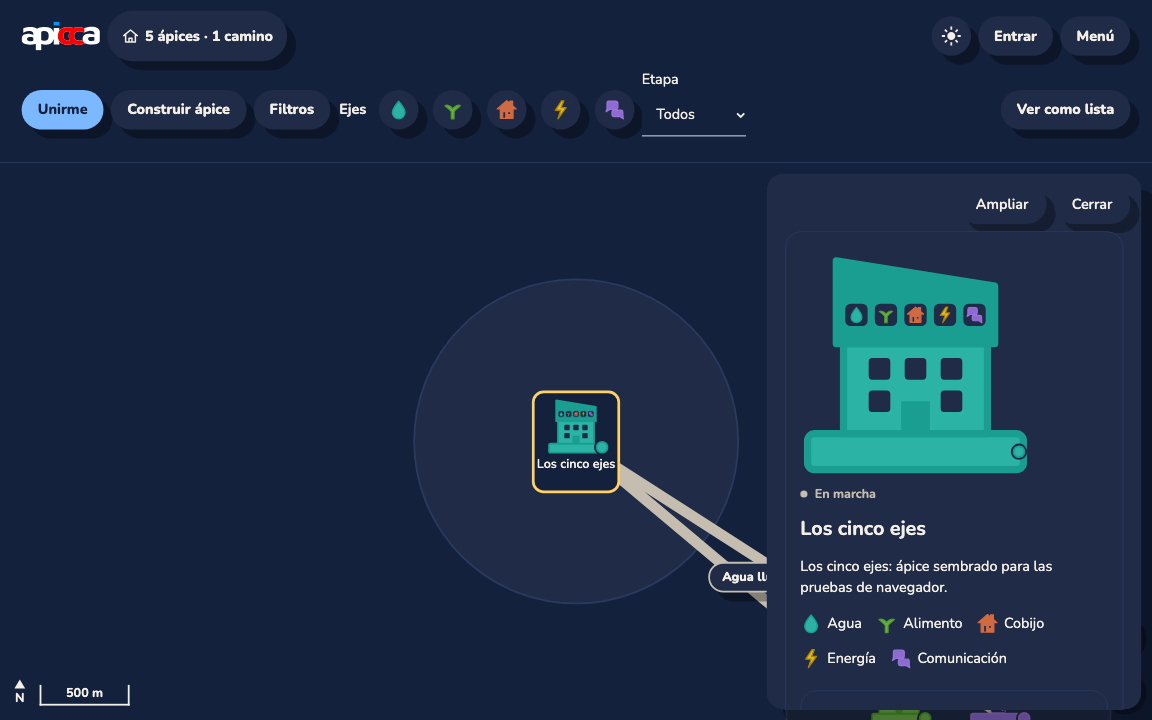 apicca
5 ápices · 1 camino
Entrar
Menú
Unirme
Construir ápice
Filtros
Ejes
Etapa
Todos
Ver como lista
Ampliar
Cerrar
Los cinco ejes
Agua
En marcha
Los cinco ejes
Los cinco ejes: ápice sembrado para las
pruebas de navegador.
Agua
Alimento
Cobijo
Energía
Comunicación
N
500 m